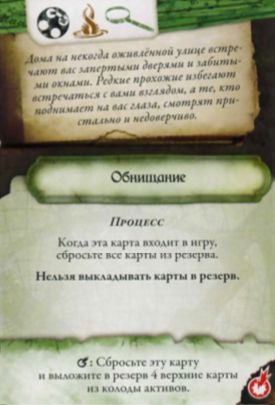 Дома на некогда оживлённой улице встре-
чают вас запертыми дверями и забиты-
ми окнами. Редкие прохожие избегают
встречаться с вами взглядом, а те, кто
поднимает на вас глаза, смотрят при-
стально и недоверчиво.
Обнищание
Процесс
Когда эта карта входит в игру,
сбросьте все карты из резерва.
Нельзя выкладывать карты в резерв.
: Сбросьте эту карту
и выложите в резерв 4 верхние карты
из колоды активов.